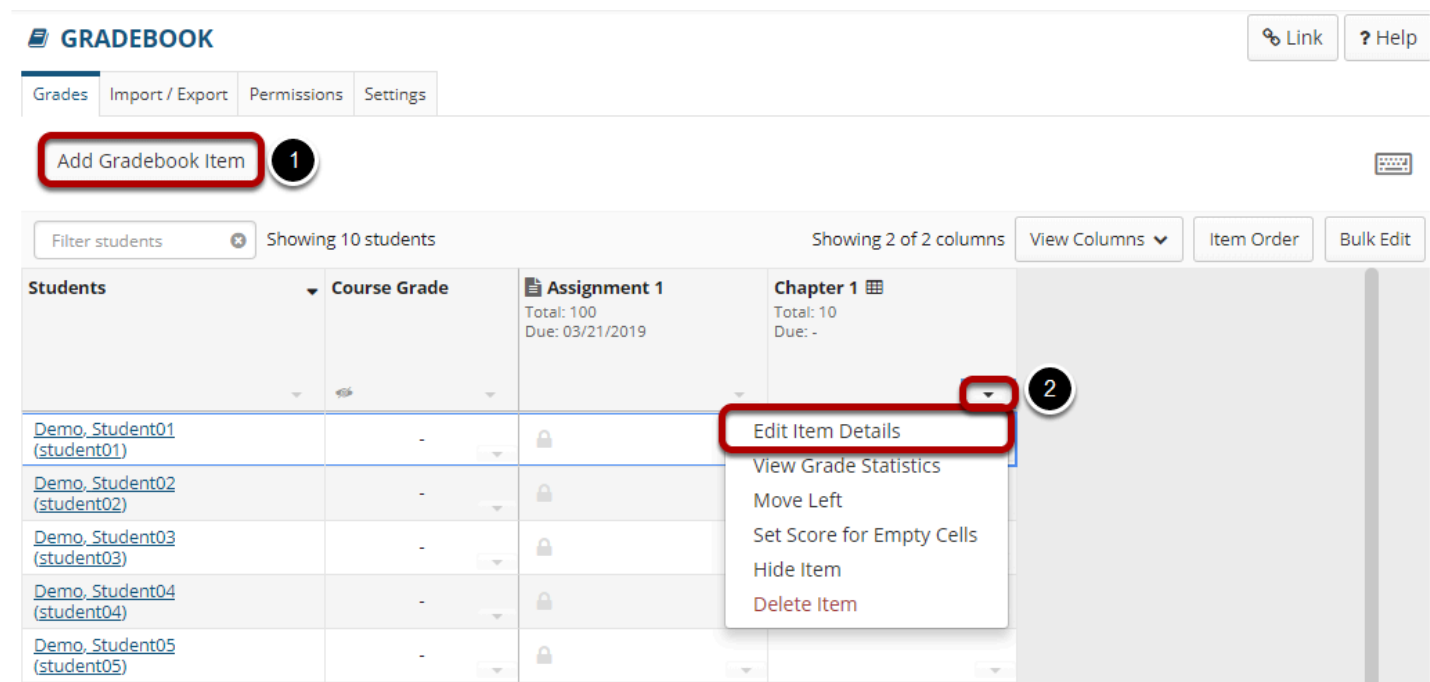 GRADEBOOK
Link
? Help
Grades
Import / Export
Permissions
Settings
Add Gradebook Item
1
Filter students
Showing 10 students
Showing 2 of 2 columns
View Columns
Item Order
Bulk Edit
Students
Course Grade
Assignment 1
Total: 100
Due: 03/21/2019
Chapter 1
Total: 10
Due: -
2
Demo, Student01
(student01)
-
Edit Item Details
View Grade Statistics
Move Left
Set Score for Empty Cells
Hide Item
Delete Item
Demo, Student02
(student02)
-
Demo, Student03
(student03)
-
Demo, Student04
(student04)
-
Demo, Student05
(student05)
-